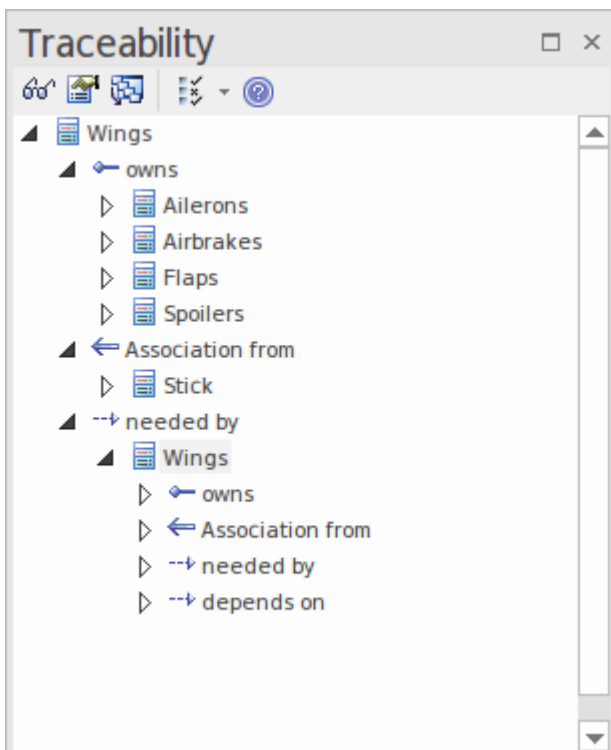 Traceability
Wings
owns
Ailerons
Airbrakes
Flaps
Spoilers
Association from
Stick
needed by
Wings
owns
Association from
needed by
depends on